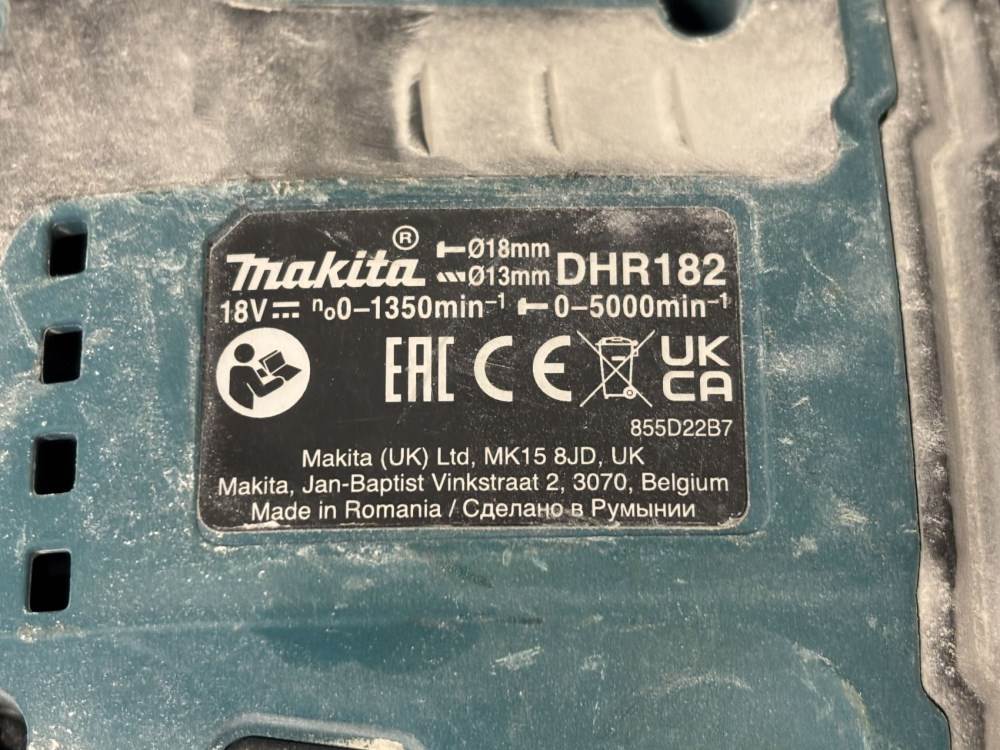 makita® Ø18mm
Ø13mm DHR182
18V n₀0–1350min⁻¹ 0–5000min⁻¹
EAC CE UK CA
855D22B7
Makita (UK) Ltd, MK15 8JD, UK
Makita, Jan-Baptist Vinkstraat 2, 3070, Belgium
Made in Romania / Сделано в Румынии